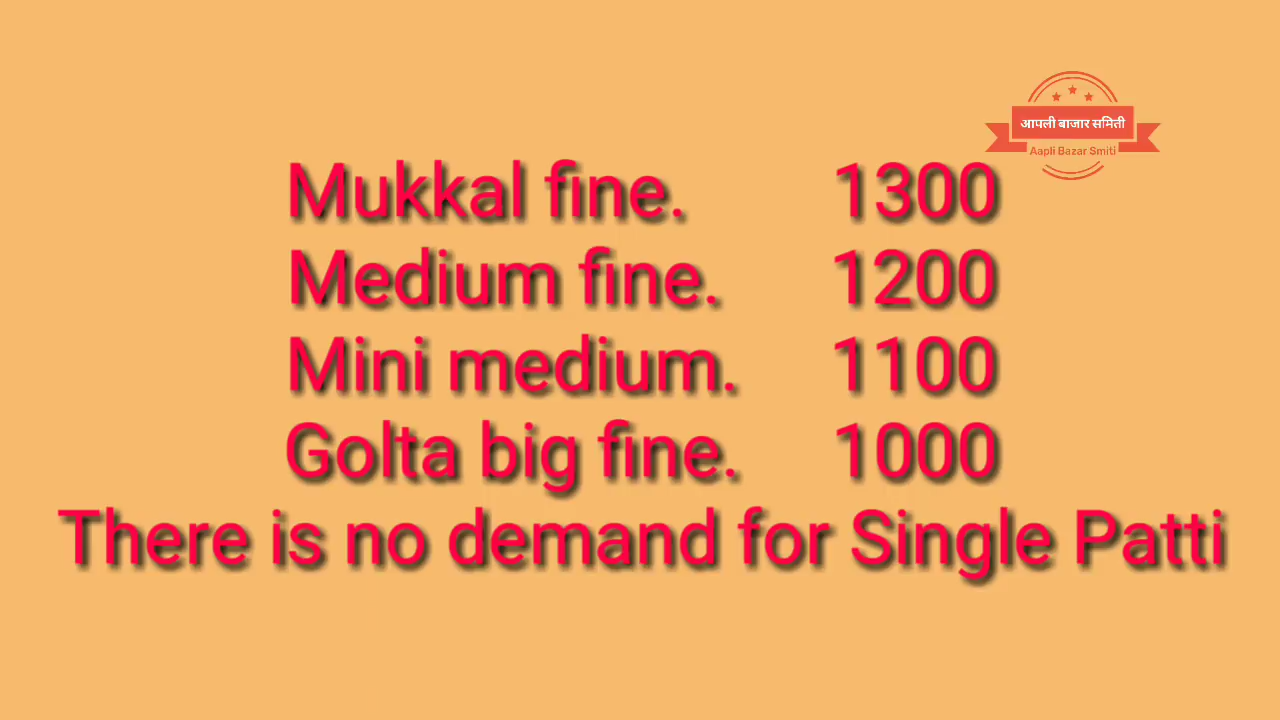 आपली बाजार समिती
Aapli Bazar Smiti
Mukkal fine. 1300
Medium fine. 1200
Mini medium. 1100
Golta big fine. 1000
There is no demand for Single Patti